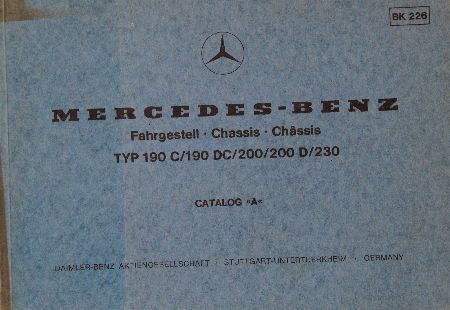 BK 226
MERCEDES-BENZ
Fahrgestell · Chassis · Châssis
TYP 190 C/190 DC/200/200 D/230
CATALOG »A«
DAIMLER-BENZ AKTIENGESELLSCHAFT · STUTTGART-UNTERTÜRKHEIM · GERMANY